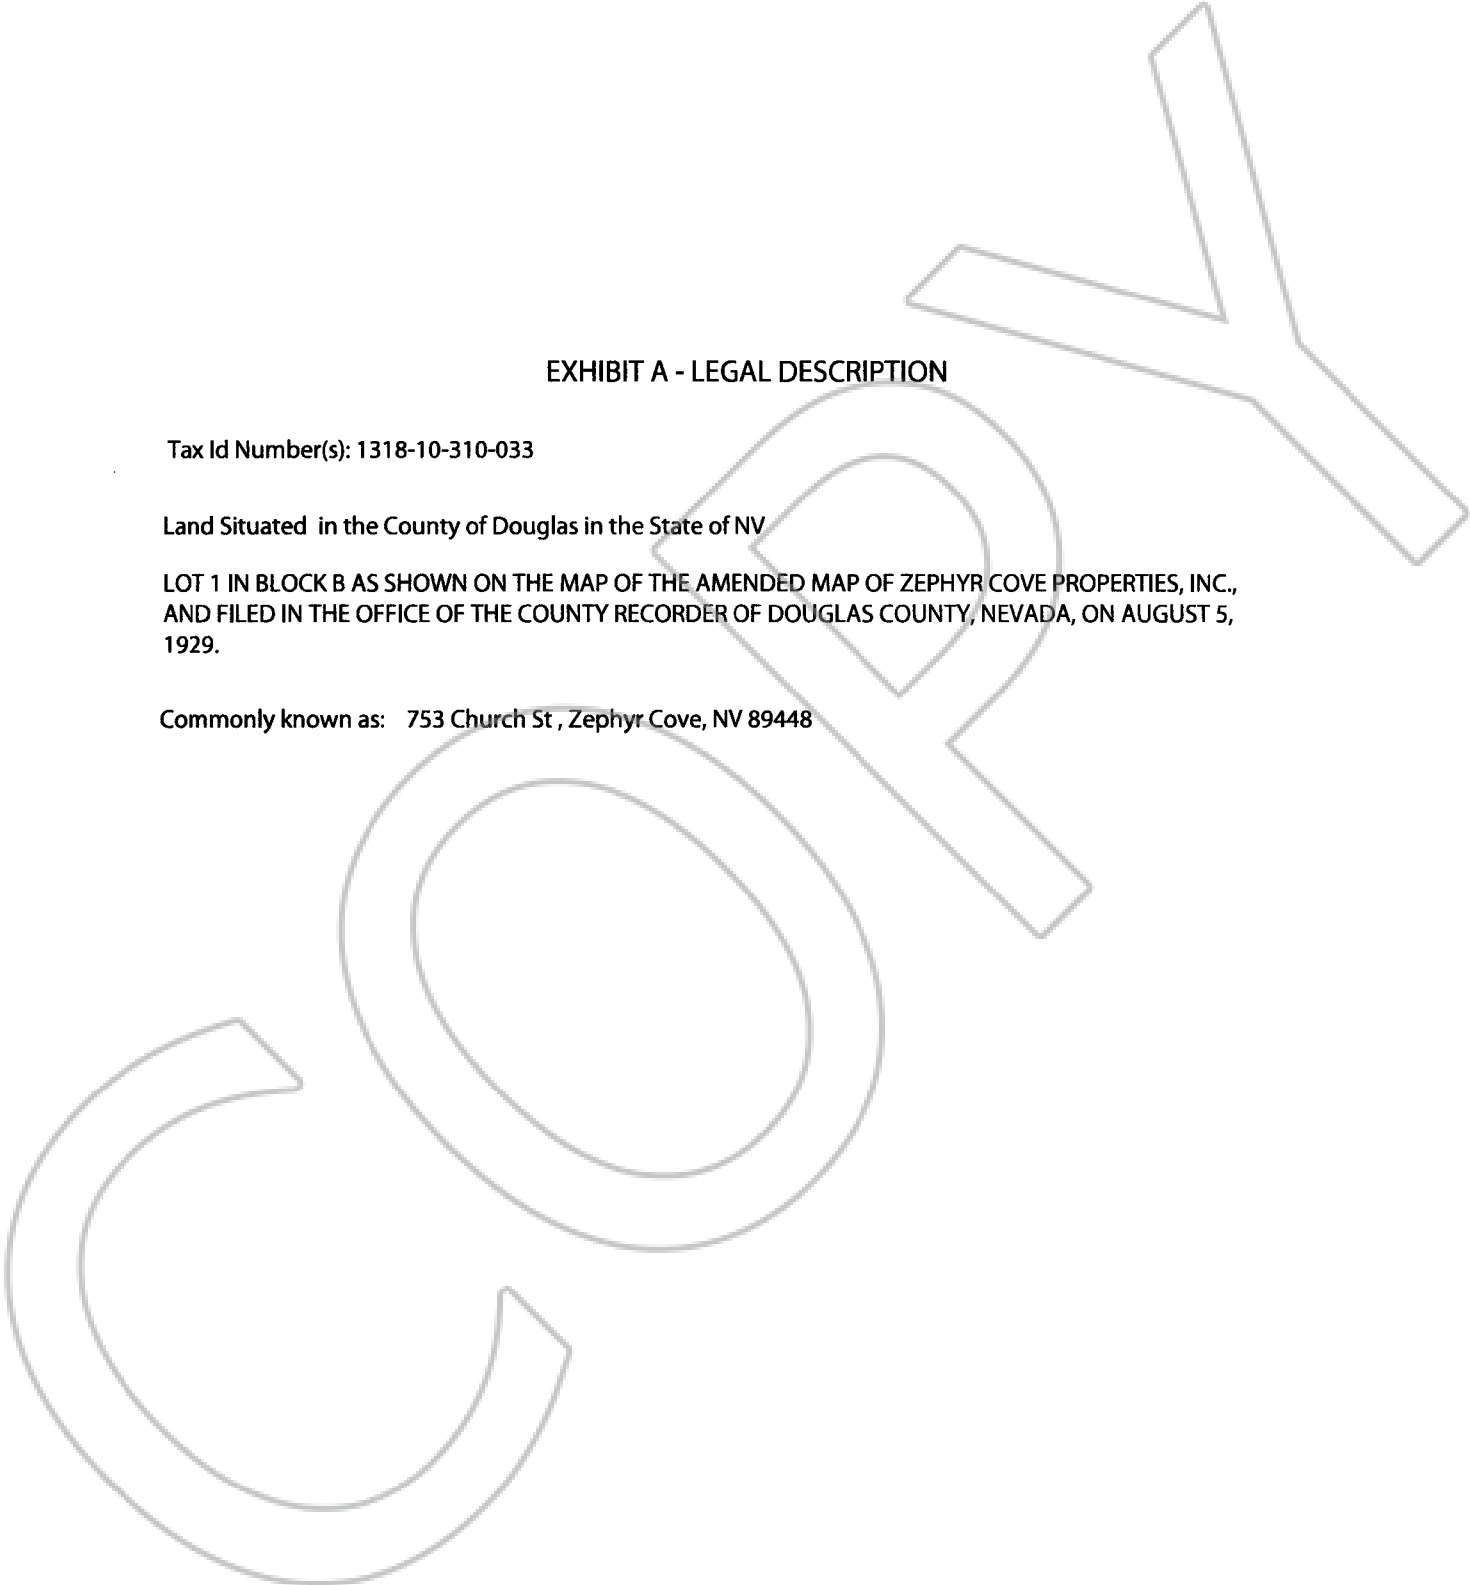 EXHIBIT A - LEGAL DESCRIPTION
Tax Id Number(s): 1318-10-310-033
Land Situated in the County of Douglas in the State of NV
LOT 1 IN BLOCK B AS SHOWN ON THE MAP OF THE AMENDED MAP OF ZEPHYR COVE PROPERTIES, INC.,
AND FILED IN THE OFFICE OF THE COUNTY RECORDER OF DOUGLAS COUNTY, NEVADA, ON AUGUST 5,
1929.
Commonly known as: 753 Church St , Zephyr Cove, NV 89448
COPY